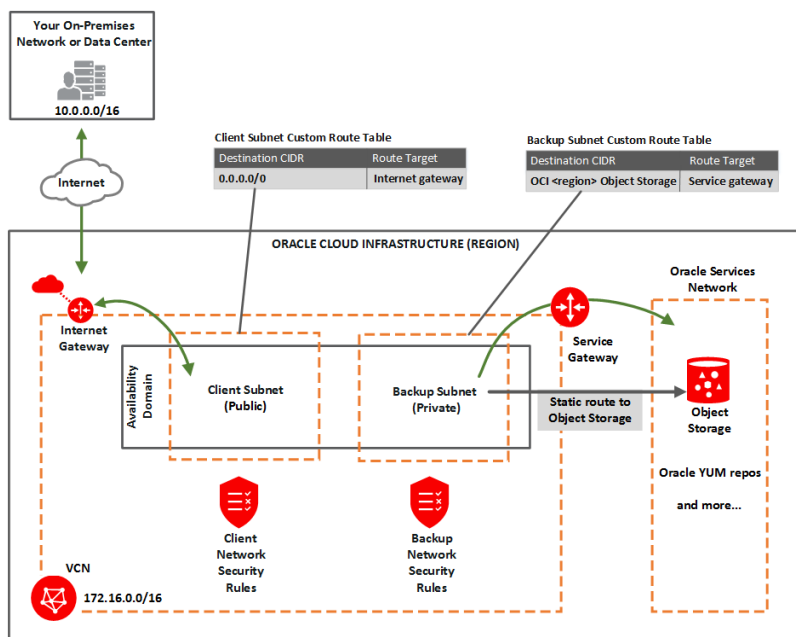 Your On-Premises
Network or Data Center
10.0.0.0/16
Internet
Client Subnet Custom Route Table
Destination CIDR Route Target
0.0.0.0/0 Internet gateway
Backup Subnet Custom Route Table
Destination CIDR Route Target
OCI <region> Object Storage Service gateway
ORACLE CLOUD INFRASTRUCTURE (REGION)
Oracle Services
Network
Internet
Gateway
Service
Gateway
Availability
Domain
Client Subnet
(Public)
Backup Subnet
(Private)
Static route to
Object Storage
Object
Storage
Oracle YUM repos
and more...
Client
Network
Security
Rules
Backup
Network
Security
Rules
VCN
172.16.0.0/16